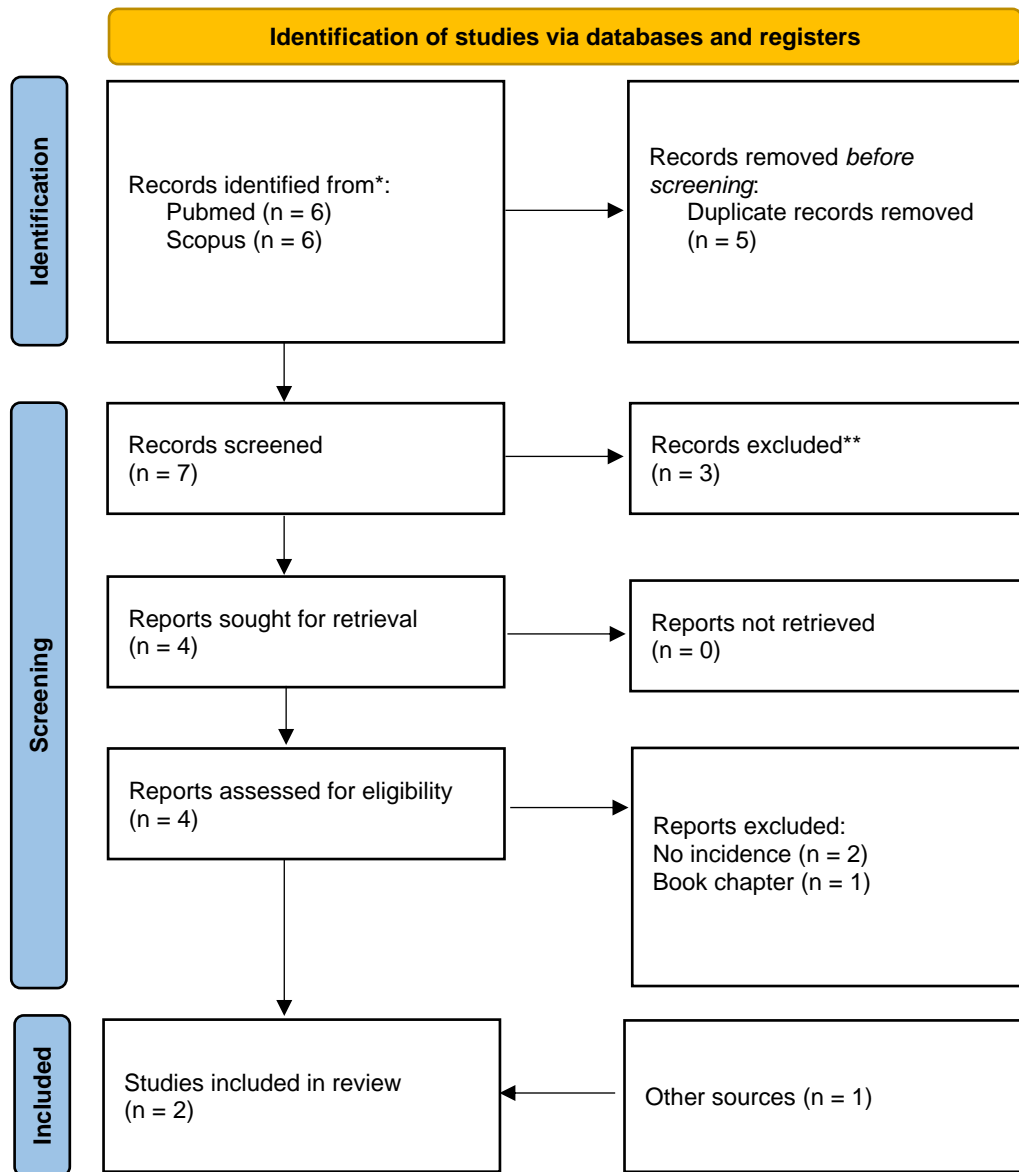 Identification of studies via databases and registers
Identification
Records identified from*:
Pubmed (n = 6)
Scopus (n = 6)
Records removed before
screening:
Duplicate records removed
(n = 5)
Screening
Records screened
(n = 7)
Records excluded**
(n = 3)
Reports sought for retrieval
(n = 4)
Reports not retrieved
(n = 0)
Reports assessed for eligibility
(n = 4)
Reports excluded:
No incidence (n = 2)
Book chapter (n = 1)
Included
Studies included in review
(n = 2)
Other sources (n = 1)